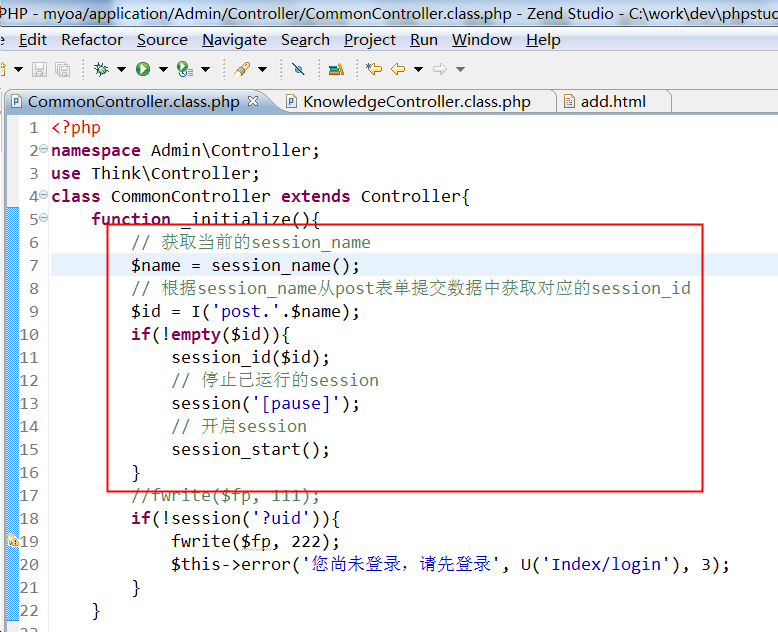 PHP - myoa/application/Admin/Controller/CommonController.class.php - Zend Studio - C:\work\dev\phpstud
Edit Refactor Source Navigate Search Project Run Window Help
CommonController.class.php KnowledgeController.class.php add.html
1 <?php
2 namespace Admin\Controller;
3 use Think\Controller;
4 class CommonController extends Controller{
5 function _initialize(){
6 // 获取当前的session_name
7 $name = session_name();
8 // 根据session_name从post表单提交数据中获取对应的session_id
9 $id = I('post.'.$name);
10 if(!empty($id)){
11 session_id($id);
12 // 停止已运行的session
13 session('[pause]');
14 // 开启session
15 session_start();
16 }
17 //fwrite($fp, 111);
18 if(!session('?uid')){
19 fwrite($fp, 222);
20 $this->error('您尚未登录，请先登录', U('Index/login'), 3);
21 }
22 }